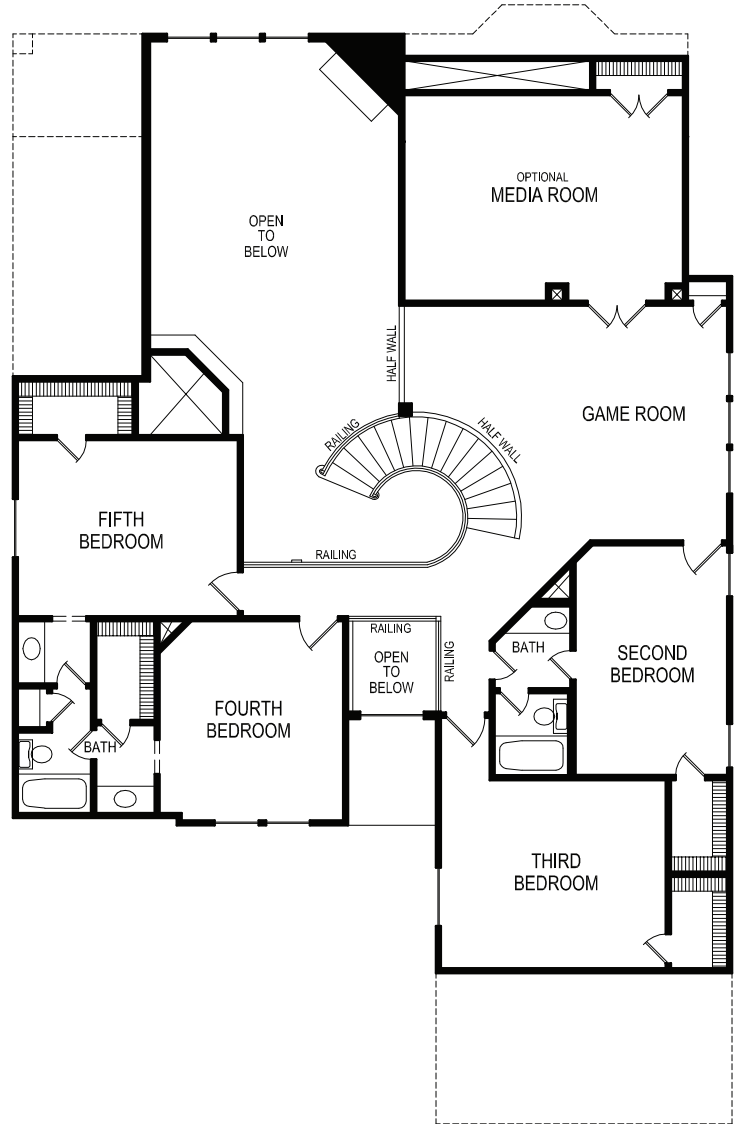 OPTIONAL
MEDIA ROOM
OPEN
TO
BELOW
HALF WALL
GAME ROOM
RAILING
HALF WALL
FIFTH
BEDROOM
RAILING
RAILING
OPEN
TO
BELOW
RAILING
BATH
SECOND
BEDROOM
FOURTH
BEDROOM
BATH
THIRD
BEDROOM